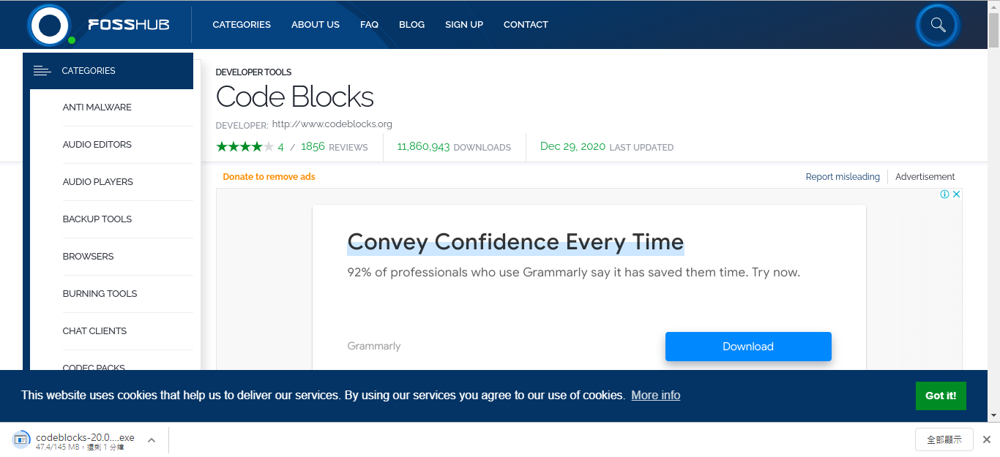 FOSSHUB
CATEGORIES ABOUT US FAQ BLOG SIGN UP CONTACT
CATEGORIES
ANTI MALWARE
AUDIO EDITORS
AUDIO PLAYERS
BACKUP TOOLS
BROWSERS
BURNING TOOLS
CHAT CLIENTS
CODEC PACKS
DEVELOPER TOOLS
Code Blocks
DEVELOPER: http://www.codeblocks.org
4 / 1856 REVIEWS 11,860,943 DOWNLOADS Dec 29, 2020 LAST UPDATED
Donate to remove ads Report misleading Advertisement
Convey Confidence Every Time
92% of professionals who use Grammarly say it has saved them time. Try now.
Grammarly Download
This website uses cookies that help us to deliver our services. By using our services you agree to our use of cookies. More info Got it!
codeblocks-20.0....exe
47.4/145 MB，還剩 1 分鐘
全部顯示